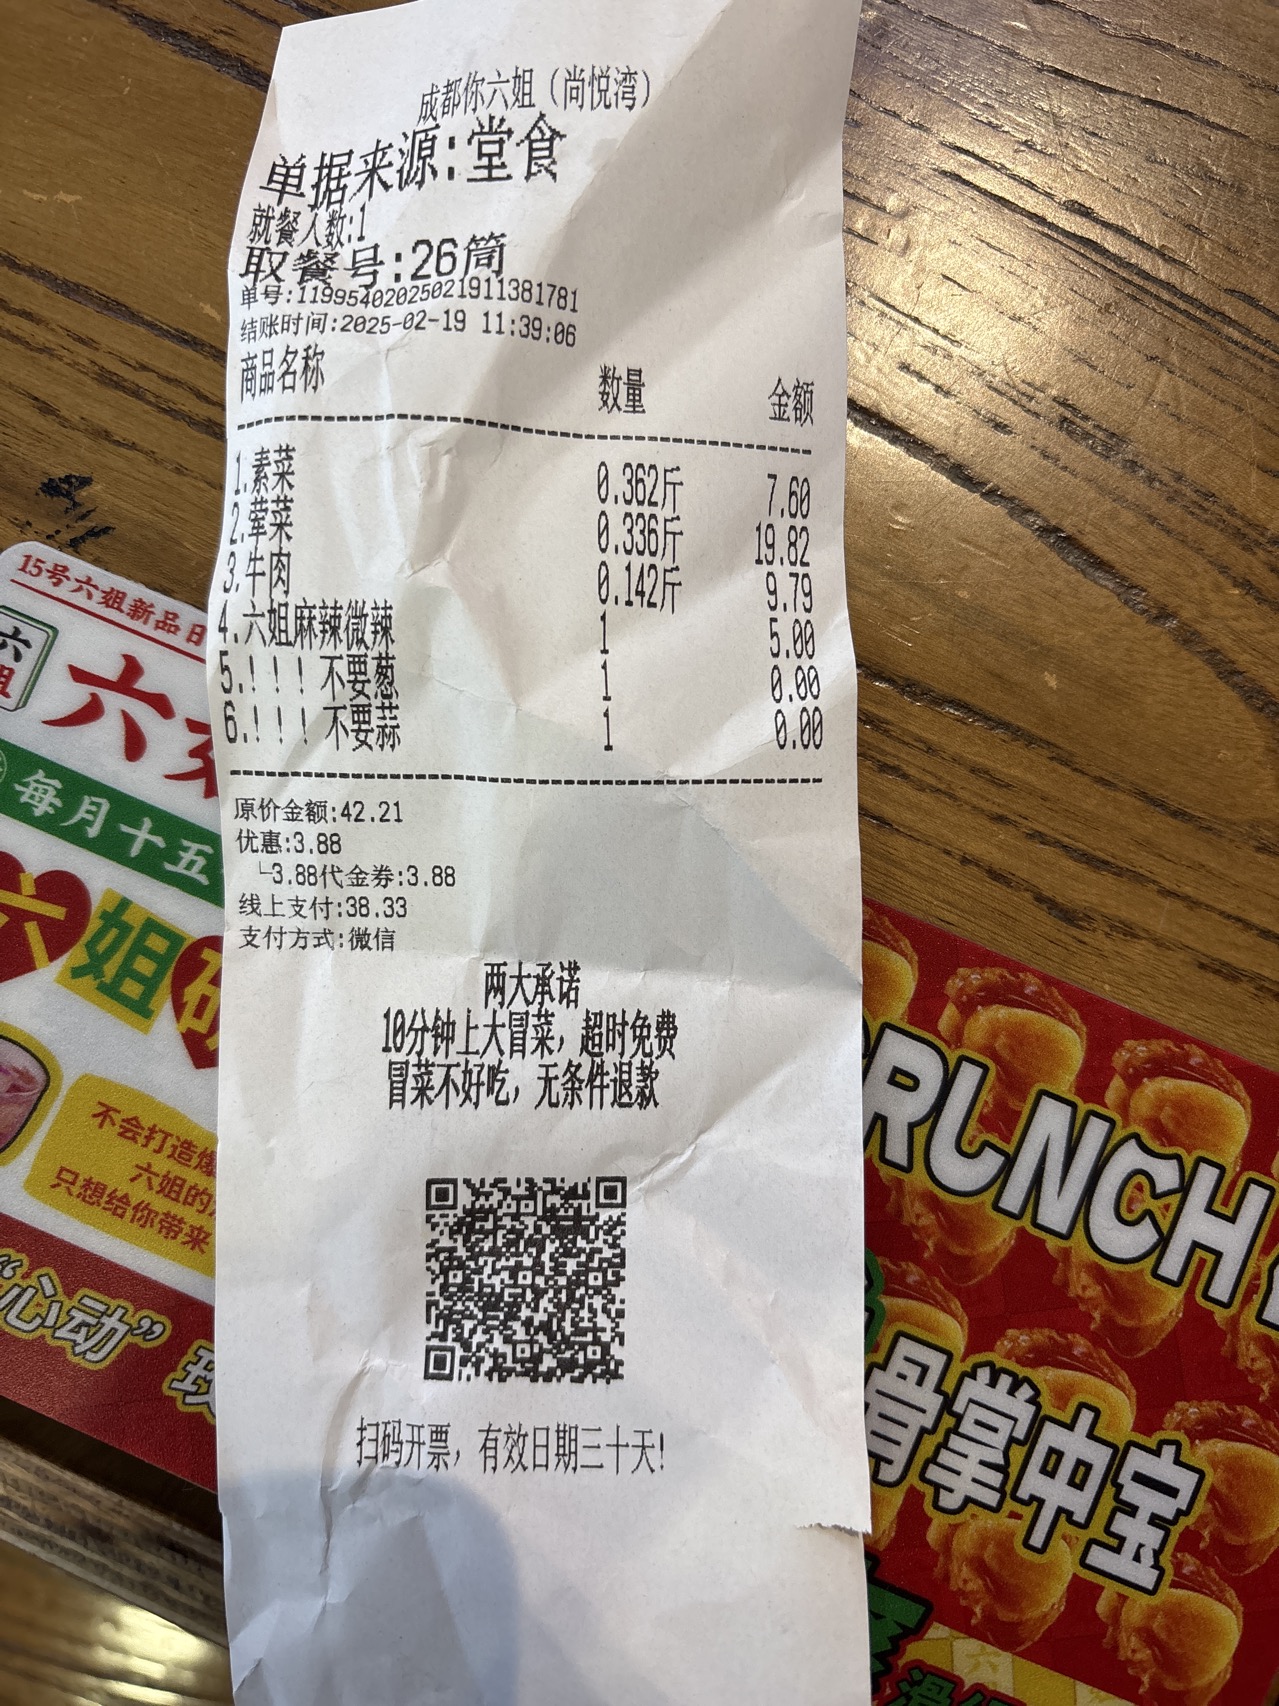 成都你六姐（尚悦湾）
单据来源:堂食
就餐人数:1
取餐号:26筒
单号:11995402025021911381781
结账时间:2025-02-19 11:39:06
商品名称 数量 金额
1.素菜 0.362斤 7.60
2.荤菜 0.336斤 19.82
3.牛肉 0.142斤 9.79
4.六姐麻辣微辣 1 5.00
5.！！！不要葱 1 0.00
6.！！！不要蒜 1 0.00
原价金额:42.21
优惠:3.88
└3.88代金券:3.88
线上支付:38.33
支付方式:微信
两大承诺
10分钟上大冒菜，超时免费
冒菜不好吃，无条件退款
扫码开票，有效日期三十天!
15号六姐新品日
六姐
六
每月十五
六姐
不会打造爆
六姐的
只想给你带来
“心动”
CRUNCH
骨掌中宝
六